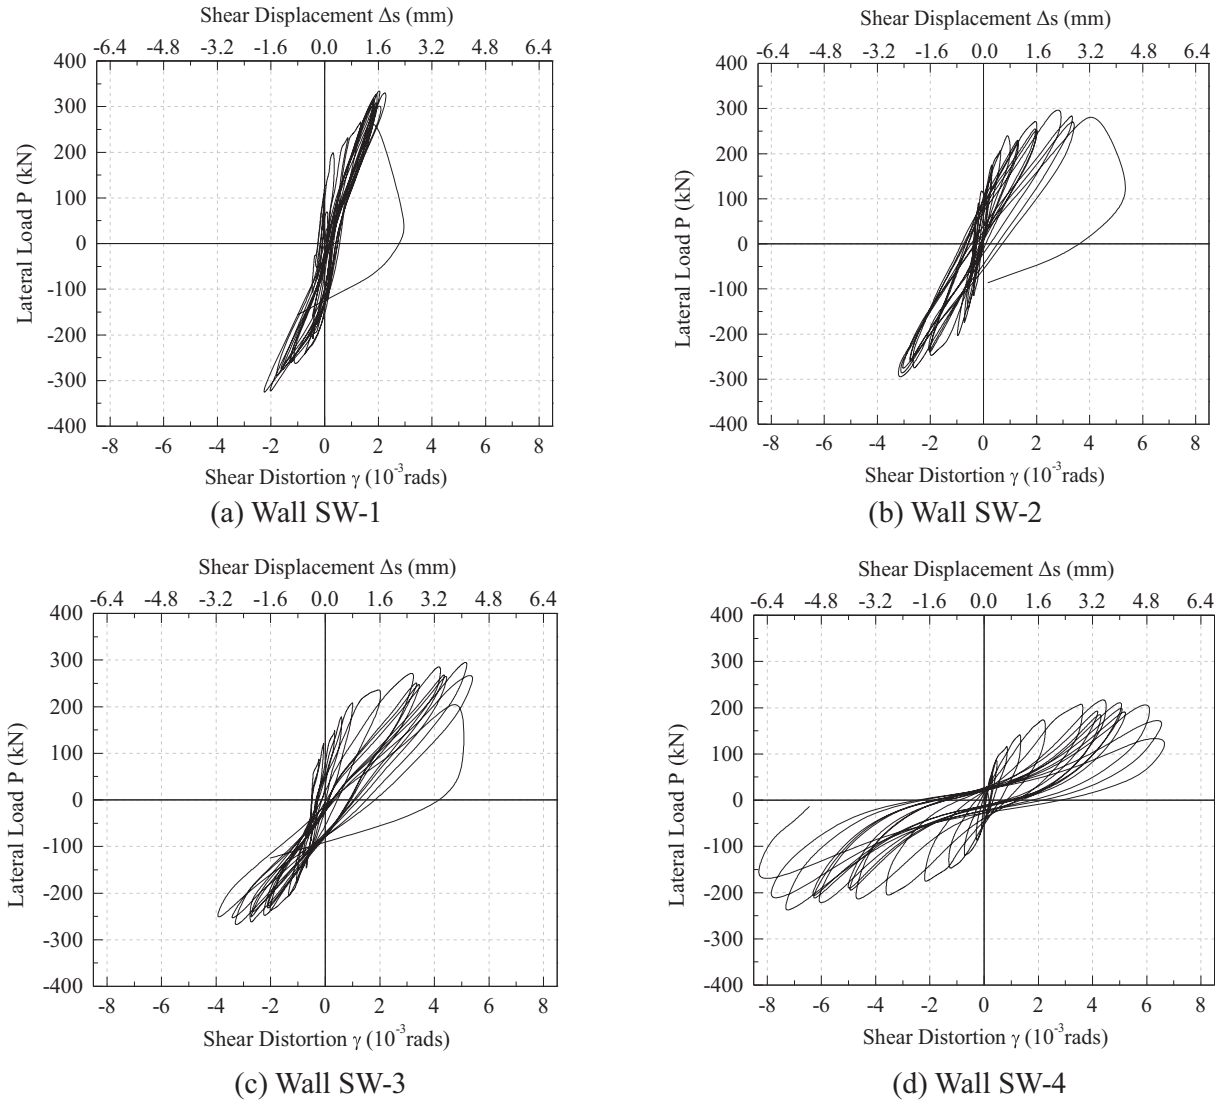 Shear Displacement Δs (mm)
-6.4 -4.8 -3.2 -1.6 0.0 1.6 3.2 4.8 6.4
400
300
200
100
0
-100
-200
-300
-400
Lateral Load P (kN)
-8 -6 -4 -2 0 2 4 6 8
Shear Distortion γ (10⁻³rads)
(a) Wall SW-1
Shear Displacement Δs (mm)
-6.4 -4.8 -3.2 -1.6 0.0 1.6 3.2 4.8 6.4
400
300
200
100
0
-100
-200
-300
-400
Lateral Load P (kN)
-8 -6 -4 -2 0 2 4 6 8
Shear Distortion γ (10⁻³rads)
(b) Wall SW-2
Shear Displacement Δs (mm)
-6.4 -4.8 -3.2 -1.6 0.0 1.6 3.2 4.8 6.4
400
300
200
100
0
-100
-200
-300
-400
Lateral Load P (kN)
-8 -6 -4 -2 0 2 4 6 8
Shear Distortion γ (10⁻³rads)
(c) Wall SW-3
Shear Displacement Δs (mm)
-6.4 -4.8 -3.2 -1.6 0.0 1.6 3.2 4.8 6.4
400
300
200
100
0
-100
-200
-300
-400
Lateral Load P (kN)
-8 -6 -4 -2 0 2 4 6 8
Shear Distortion γ (10⁻³rads)
(d) Wall SW-4